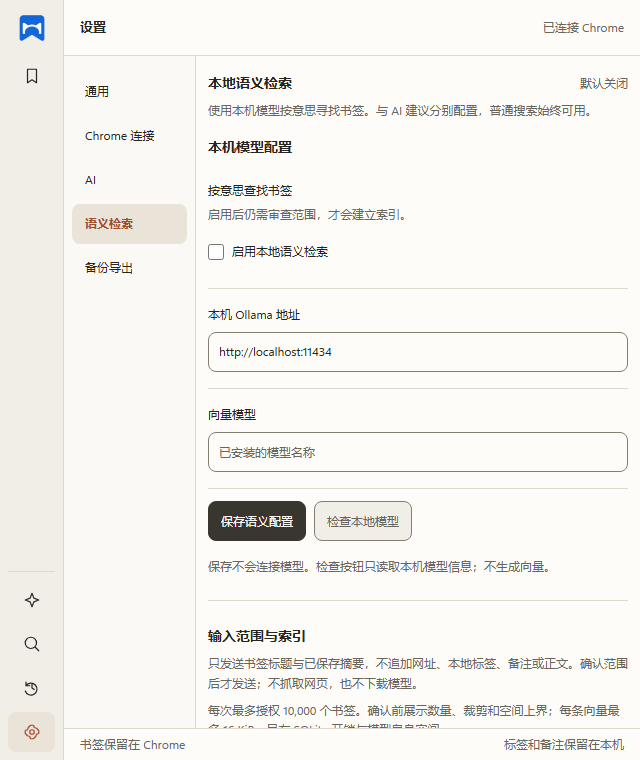 设置
已连接 Chrome
通用
Chrome 连接
AI
语义检索
备份导出
本地语义检索
默认关闭
使用本机模型按意思寻找书签。与 AI 建议分别配置，普通搜索始终可用。
本机模型配置
按意思查找书签
启用后仍需审查范围，才会建立索引。
启用本地语义检索
本机 Ollama 地址
http://localhost:11434
向量模型
已安装的模型名称
保存语义配置
检查本地模型
保存不会连接模型。检查按钮只读取本机模型信息；不生成向量。
输入范围与索引
只发送书签标题与已保存摘要，不追加网址、本地标签、备注或正文。确认范围
后才发送；不抓取网页，也不下载模型。
每次最多授权 10,000 个书签。确认前展示数量、裁剪和空间上界；每条向量最
书签保留在 Chrome
标签和备注保留在本机